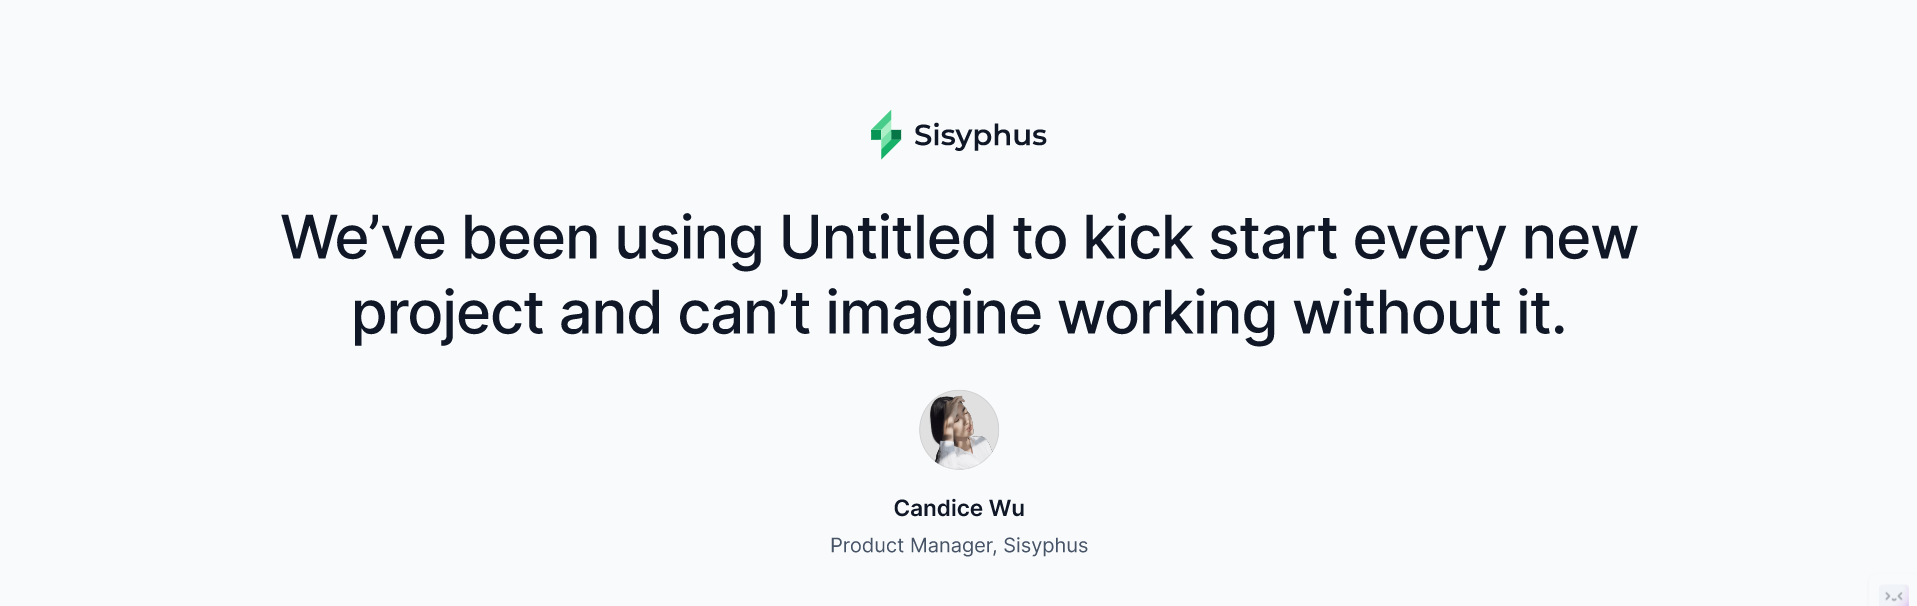 Sisyphus
We’ve been using Untitled to kick start every new
project and can’t imagine working without it.
Candice Wu
Product Manager, Sisyphus